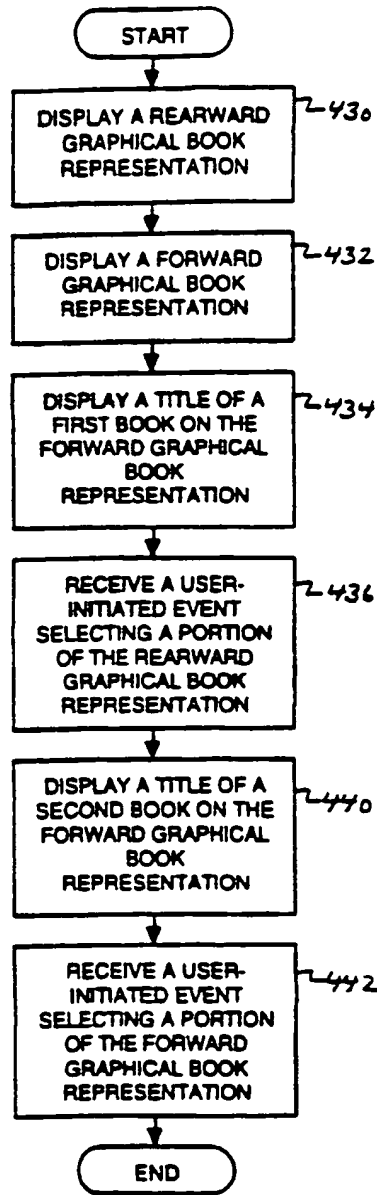 START
DISPLAY A REARWARD
GRAPHICAL BOOK
REPRESENTATION
430
DISPLAY A FORWARD
GRAPHICAL BOOK
REPRESENTATION
432
DISPLAY A TITLE OF A
FIRST BOOK ON THE
FORWARD GRAPHICAL
BOOK
REPRESENTATION
434
RECEIVE A USER-
INITIATED EVENT
SELECTING A PORTION
OF THE REARWARD
GRAPHICAL BOOK
REPRESENTATION
436
DISPLAY A TITLE OF A
SECOND BOOK ON THE
FORWARD GRAPHICAL
BOOK
REPRESENTATION
440
RECEIVE A USER-
INITIATED EVENT
SELECTING A PORTION
OF THE FORWARD
GRAPHICAL BOOK
REPRESENTATION
442
END